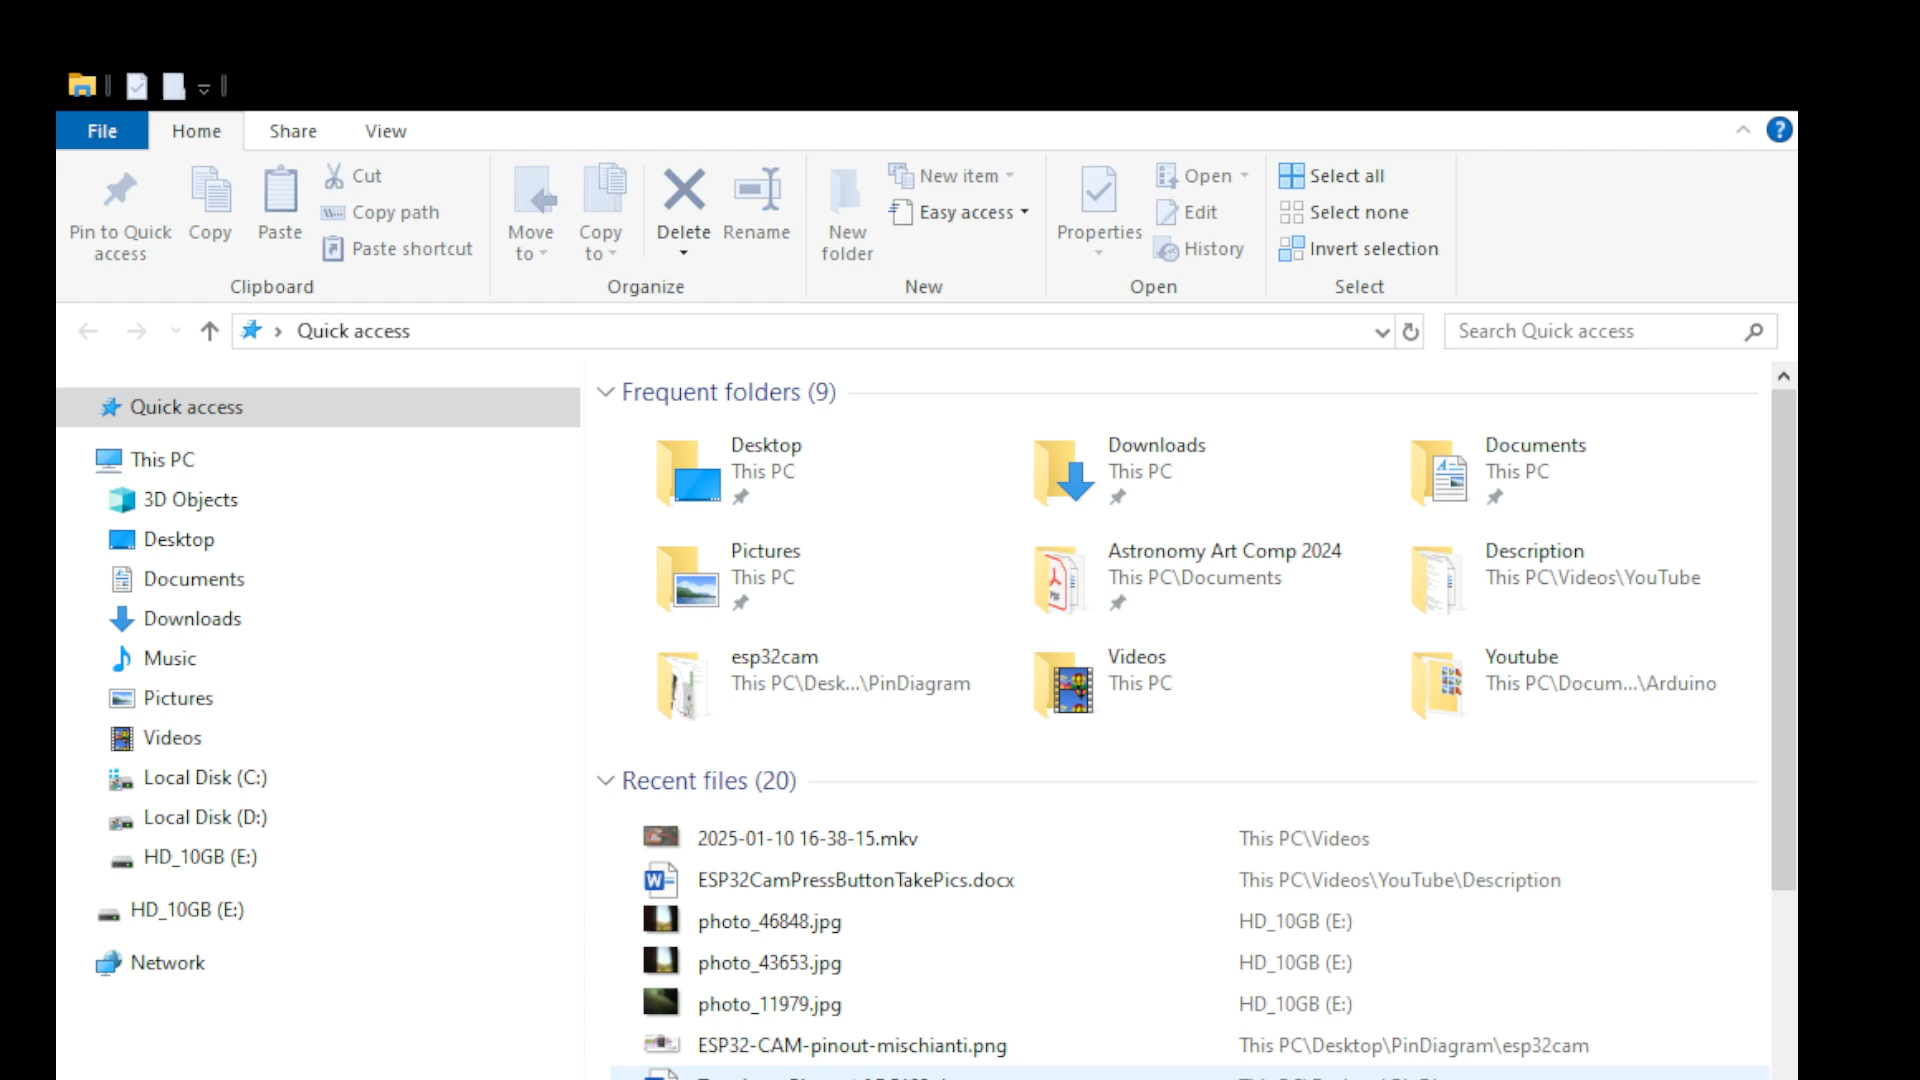 File Home Share View
Pin to Quick access
Copy
Paste
Cut
Copy path
Paste shortcut
Clipboard
Move to
Copy to
Delete
Rename
Organize
New folder
New item
Easy access
New
Properties
Open
Edit
History
Open
Select all
Select none
Invert selection
Select
Quick access
Search Quick access
Quick access
This PC
3D Objects
Desktop
Documents
Downloads
Music
Pictures
Videos
Local Disk (C:)
Local Disk (D:)
HD_10GB (E:)
HD_10GB (E:)
Network
Frequent folders (9)
Desktop
This PC
Downloads
This PC
Documents
This PC
Pictures
This PC
Astronomy Art Comp 2024
This PC\Documents
Description
This PC\Videos\YouTube
esp32cam
This PC\Desk...\PinDiagram
Videos
This PC
Youtube
This PC\Docum...\Arduino
Recent files (20)
2025-01-10 16-38-15.mkv This PC\Videos
ESP32CamPressButtonTakePics.docx This PC\Videos\YouTube\Description
photo_46848.jpg HD_10GB (E:)
photo_43653.jpg HD_10GB (E:)
photo_11979.jpg HD_10GB (E:)
ESP32-CAM-pinout-mischianti.png This PC\Desktop\PinDiagram\esp32cam